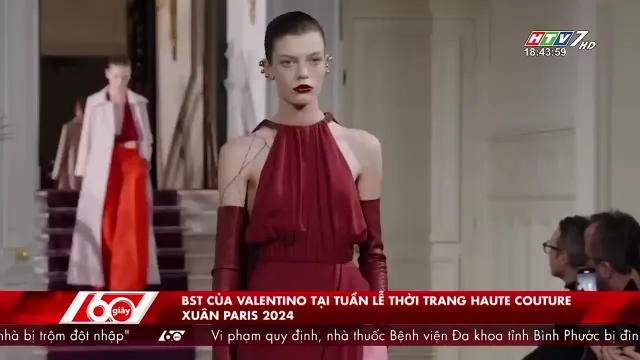 HTV7 HD
18:43:59
60 giây
BST CỦA VALENTINO TẠI TUẦN LỄ THỜI TRANG HAUTE COUTURE
XUÂN PARIS 2024
nhà bị trộm đột nhập" 60 Vi phạm quy định, nhà thuốc Bệnh viện Đa khoa tỉnh Bình Phước bị đìn